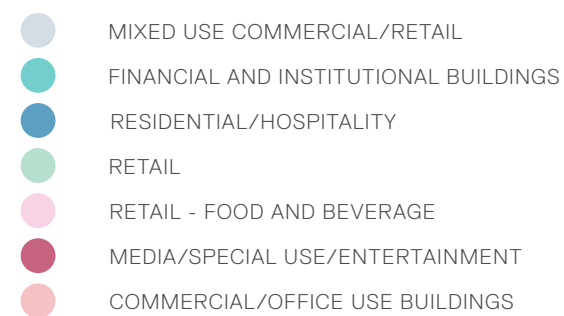 MIXED USE COMMERCIAL/RETAIL
FINANCIAL AND INSTITUTIONAL BUILDINGS
RESIDENTIAL/HOSPITALITY
RETAIL
RETAIL - FOOD AND BEVERAGE
MEDIA/SPECIAL USE/ENTERTAINMENT
COMMERCIAL/OFFICE USE BUILDINGS